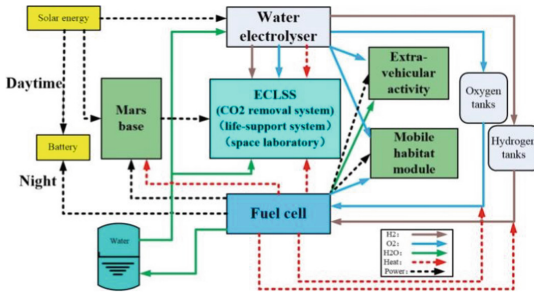 Solar energy
Water
electrolyser
Extra-
vehicular
activity
Oxygen
tanks
Daytime
Mars
base
ECLSS
(CO2 removal system)
(life-support system)
(space laboratory)
Battery
Mobile
habitat
module
Hydrogen
tanks
Night
Fuel cell
Water
H2:
O2:
H2O:
Heat:
Power: